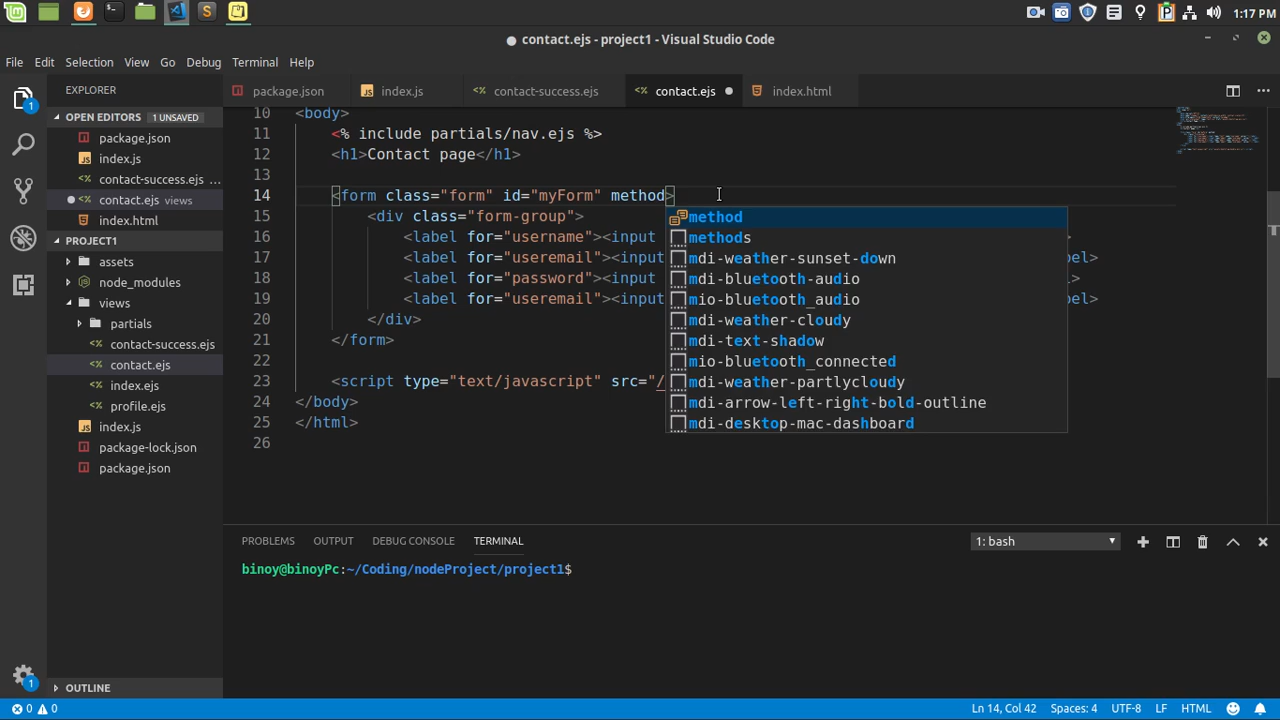 1:17 PM
contact.ejs - project1 - Visual Studio Code
File Edit Selection View Go Debug Terminal Help
EXPLORER
package.json index.js contact-success.ejs contact.ejs index.html
OPEN EDITORS 1 UNSAVED
package.json
index.js
contact-success.ejs ...
contact.ejs views
index.html
PROJECT1
assets
node_modules
views
partials
contact-success.ejs
contact.ejs
index.ejs
profile.ejs
index.js
package-lock.json
package.json
OUTLINE
10 <body>
11 <% include partials/nav.ejs %>
12 <h1>Contact page</h1>
13
14 <form class="form" id="myForm" method>
15 <div class="form-group">
16 <label for="username"><input
17 <label for="useremail"><input el>
18 <label for="password"><input l>
19 <label for="useremail"><input el>
20 </div>
21 </form>
22
23 <script type="text/javascript" src="/
24 </body>
25 </html>
26
method
methods
mdi-weather-sunset-down
mdi-bluetooth-audio
mio-bluetooth_audio
mdi-weather-cloudy
mdi-text-shadow
mio-bluetooth_connected
mdi-weather-partlycloudy
mdi-arrow-left-right-bold-outline
mdi-desktop-mac-dashboard
PROBLEMS OUTPUT DEBUG CONSOLE TERMINAL 1: bash
binoy@binoyPc:~/Coding/nodeProject/project1$
0 0 Ln 14, Col 42 Spaces: 4 UTF-8 LF HTML